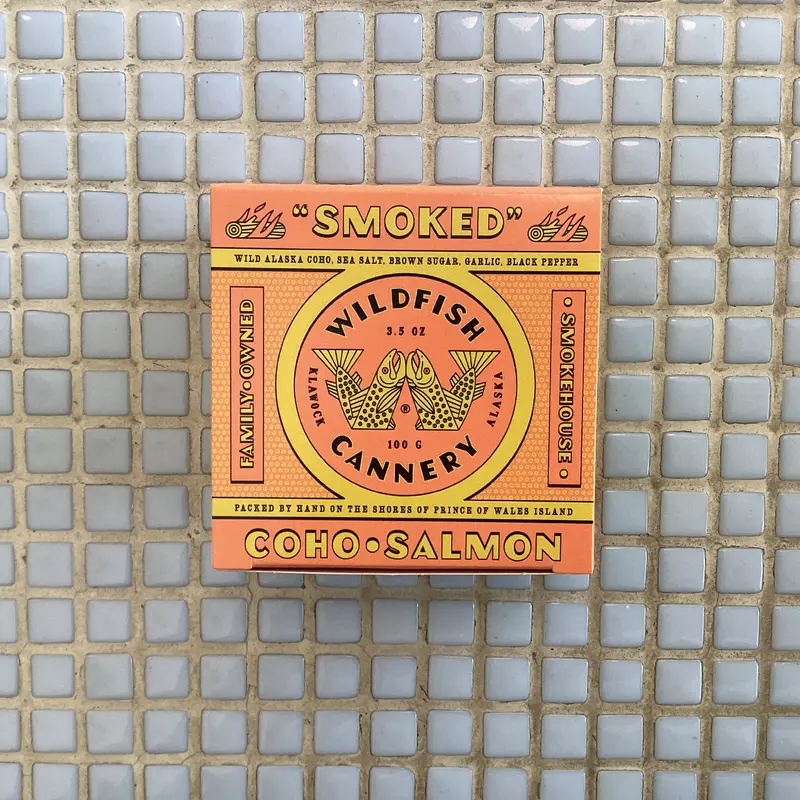 “SMOKED”
WILD ALASKA COHO, SEA SALT, BROWN SUGAR, GARLIC, BLACK PEPPER
FAMILY•OWNED
WILDFISH
3.5 OZ
KLAWOCK
ALASKA
®
100 G
CANNERY
•SMOKEHOUSE•
PACKED BY HAND ON THE SHORES OF PRINCE OF WALES ISLAND
COHO•SALMON